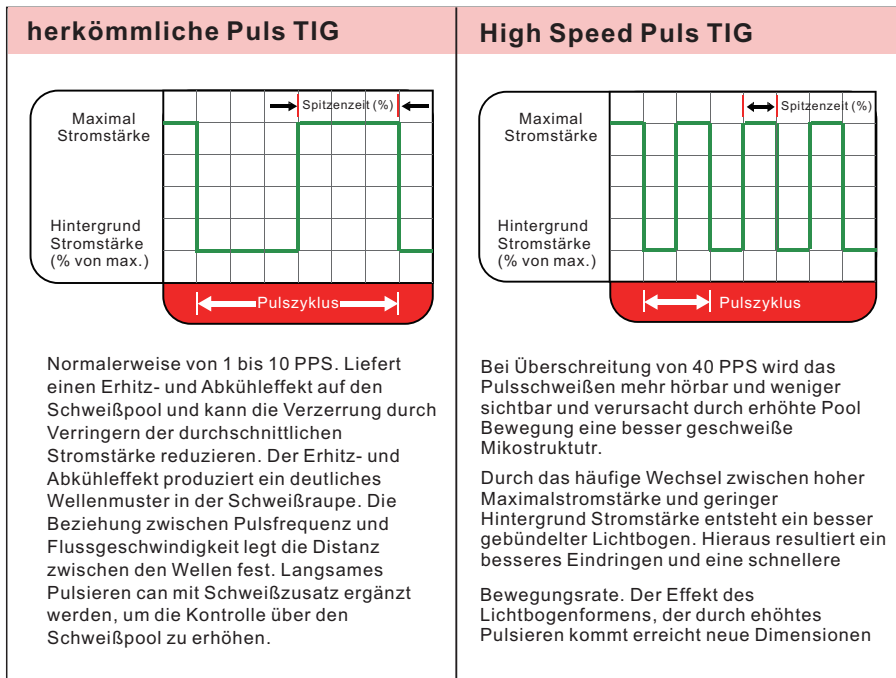 herkömmliche Puls TIG
Maximal
Stromstärke
Spitzenzeit (%)
Hintergrund
Stromstärke
(% von max.)
Pulszyklus
Normalerweise von 1 bis 10 PPS. Liefert
einen Erhitz- und Abkühleffekt auf den
Schweißpool und kann die Verzerrung durch
Verringern der durchschnittlichen
Stromstärke reduzieren. Der Erhitz- und
Abkühleffekt produziert ein deutliches
Wellenmuster in der Schweißraupe. Die
Beziehung zwischen Pulsfrequenz und
Flussgeschwindigkeit legt die Distanz
zwischen den Wellen fest. Langsames
Pulsieren can mit Schweißzusatz ergänzt
werden, um die Kontrolle über den
Schweißpool zu erhöhen.
High Speed Puls TIG
Maximal
Stromstärke
Spitzenzeit (%)
Hintergrund
Stromstärke
(% von max.)
Pulszyklus
Bei Überschreitung von 40 PPS wird das
Pulsschweißen mehr hörbar und weniger
sichtbar und verursacht durch erhöhte Pool
Bewegung eine besser geschweiße
Mikostruktutr.
Durch das häufige Wechsel zwischen hoher
Maximalstromstärke und geringer
Hintergrund Stromstärke entsteht ein besser
gebündelter Lichtbogen. Hieraus resultiert ein
besseres Eindringen und eine schnellere
Bewegungsrate. Der Effekt des
Lichtbogenformens, der durch ehöhtes
Pulsieren kommt erreicht neue Dimensionen